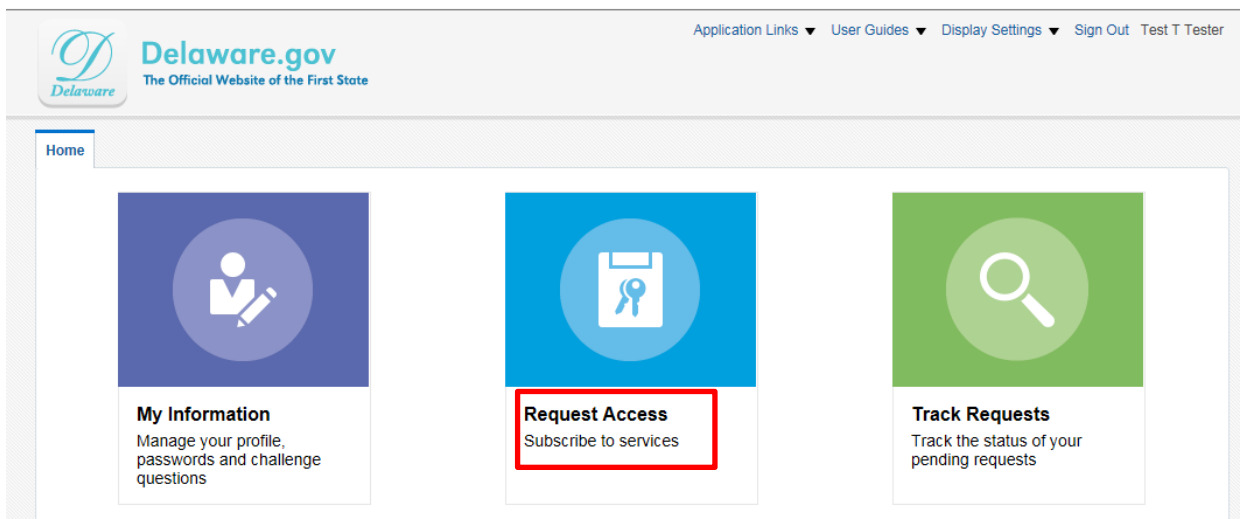 Application Links ▼ User Guides ▼ Display Settings ▼ Sign Out Test T Tester
Delaware
Delaware.gov
The Official Website of the First State
Home
My Information
Manage your profile,
passwords and challenge
questions
Request Access
Subscribe to services
Track Requests
Track the status of your
pending requests